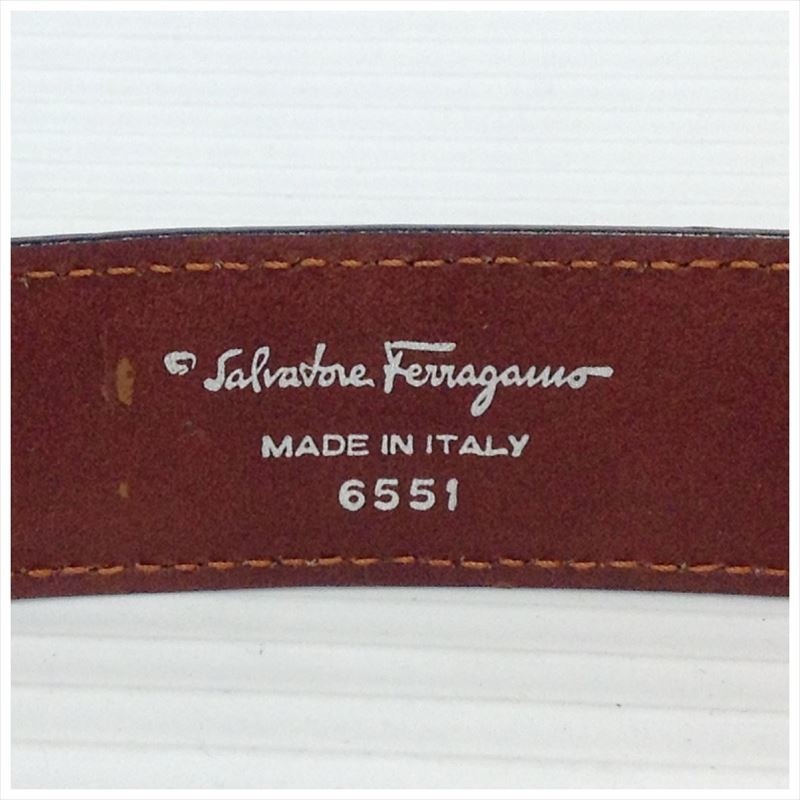 Salvatore Ferragamo
MADE IN ITALY
6551